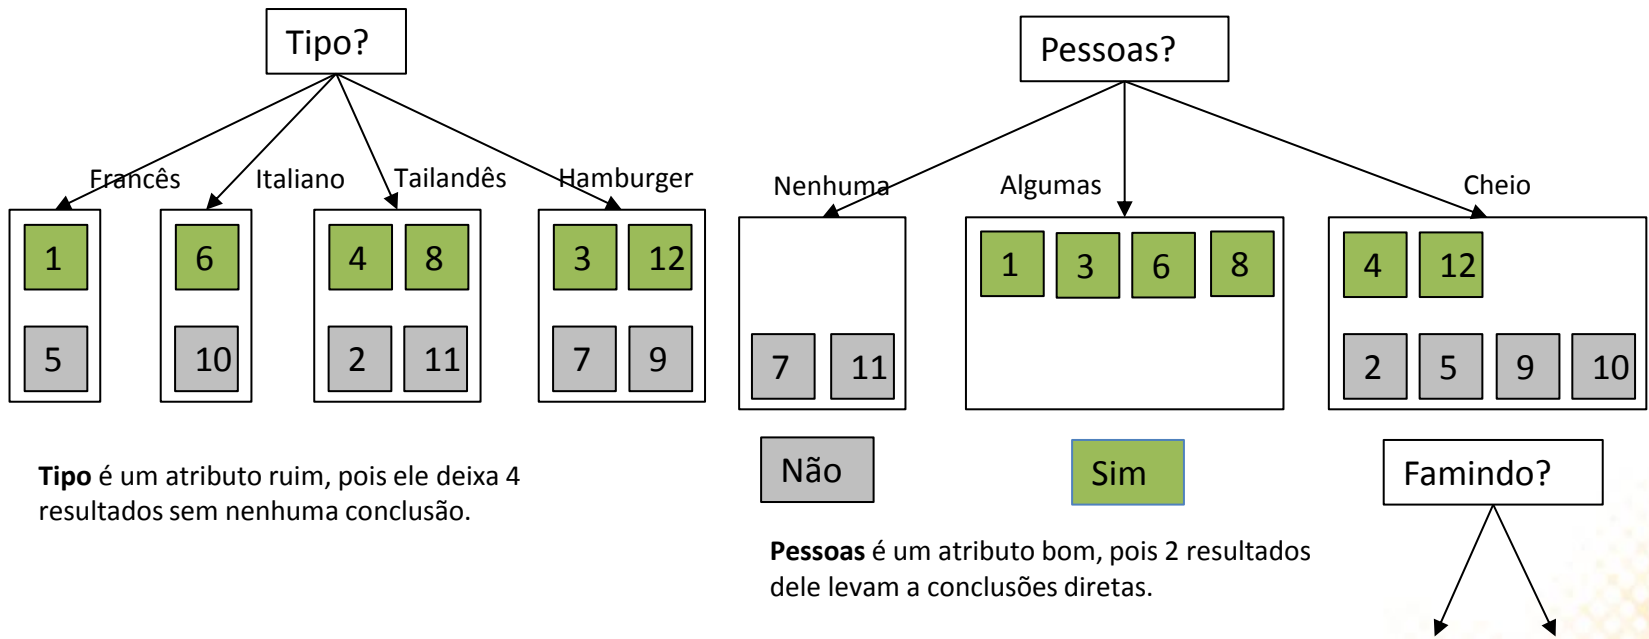 Tipo?
Francês Italiano Tailandês Hamburger
1 6 4 8 3 12
5 10 2 11 7 9
Tipo é um atributo ruim, pois ele deixa 4
resultados sem nenhuma conclusão.
Pessoas?
Nenhuma Algumas Cheio
1 3 6 8 4 12
7 11 2 5 9 10
Não Sim Famindo?
Pessoas é um atributo bom, pois 2 resultados
dele levam a conclusões diretas.